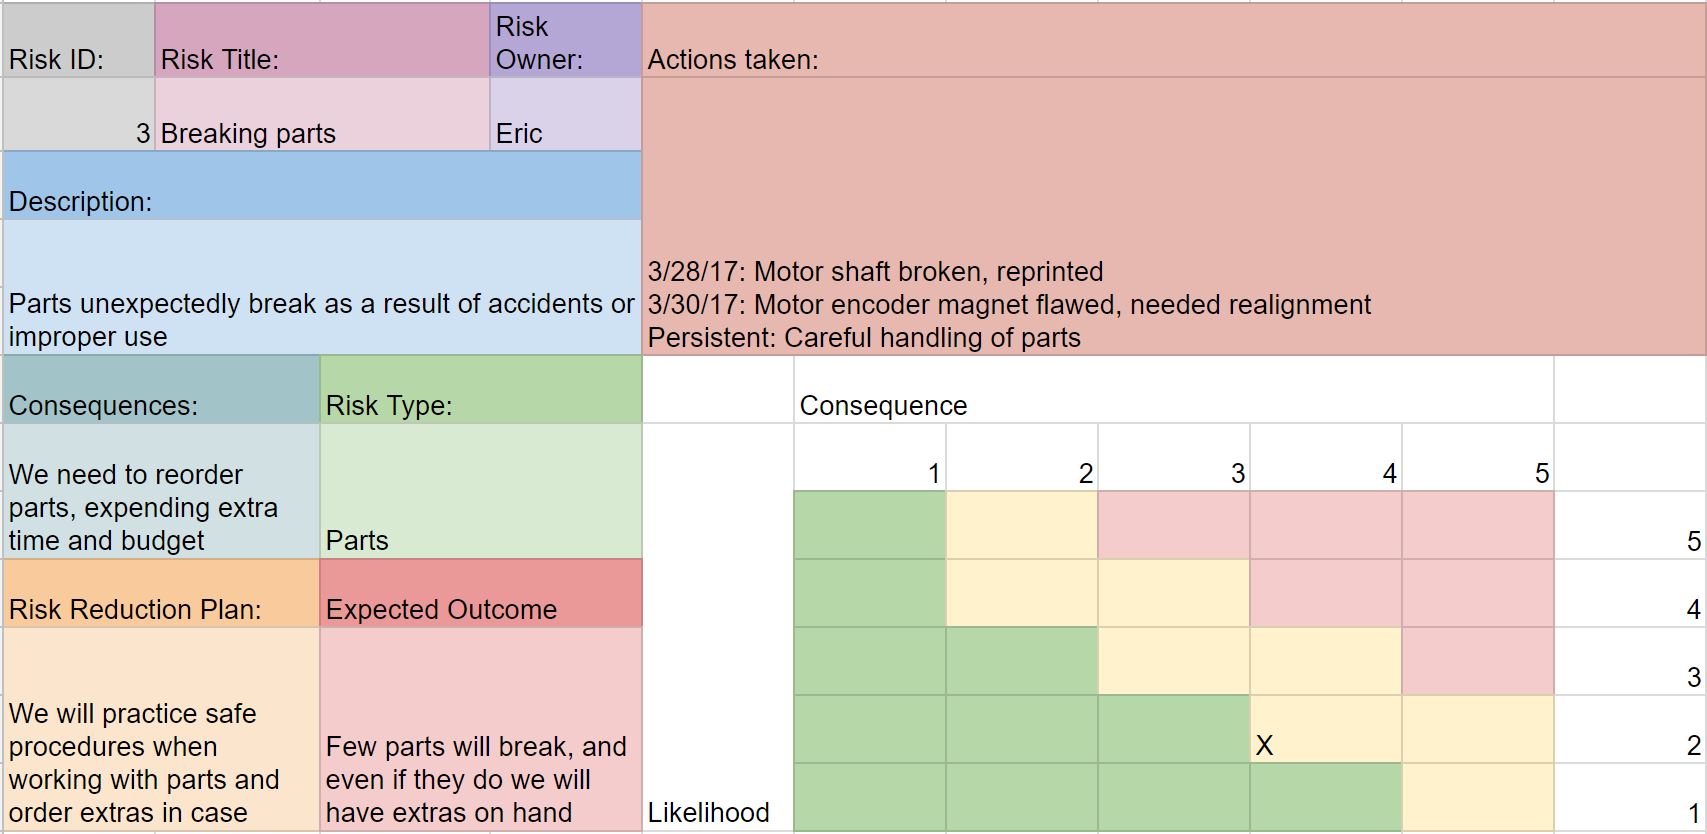 Risk ID:
Risk Title:
Risk
Owner:
Actions taken:
3
Breaking parts
Eric
Description:
Parts unexpectedly break as a result of accidents or
improper use
3/28/17: Motor shaft broken, reprinted
3/30/17: Motor encoder magnet flawed, needed realignment
Persistent: Careful handling of parts
Consequences:
Risk Type:
We need to reorder
parts, expending extra
time and budget
Parts
Risk Reduction Plan:
Expected Outcome
We will practice safe
procedures when
working with parts and
order extras in case
Few parts will break, and
even if they do we will
have extras on hand
Consequence
1 2 3 4 5
5
4
3
X 2
Likelihood 1